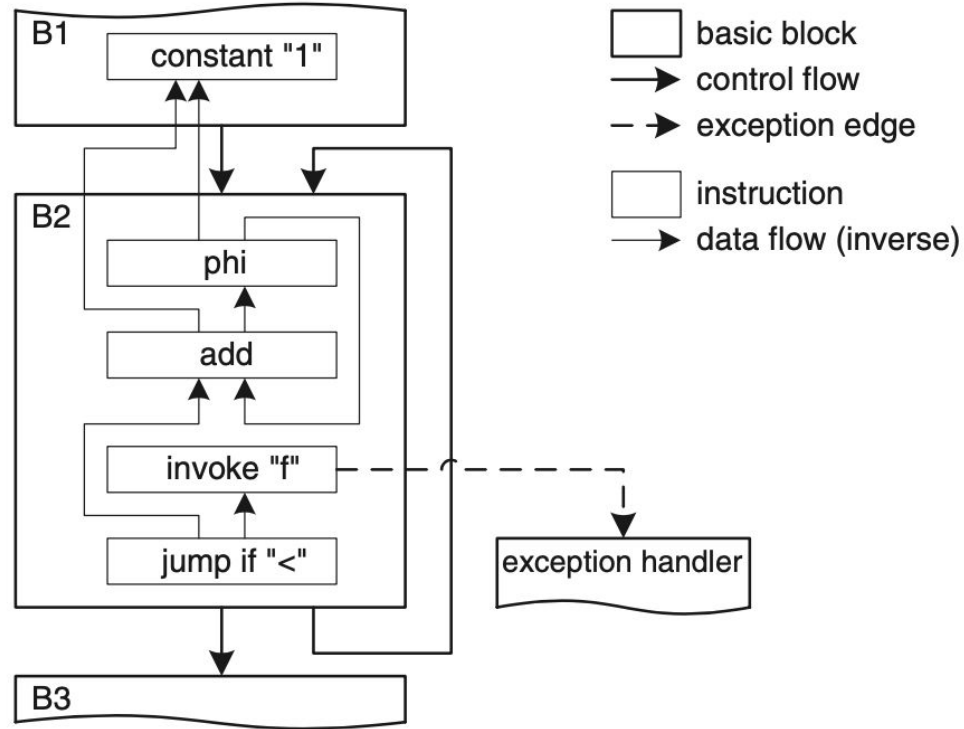 B1
constant "1"
B2
phi
add
invoke "f"
jump if "<"
B3
exception handler
basic block
control flow
exception edge
instruction
data flow (inverse)